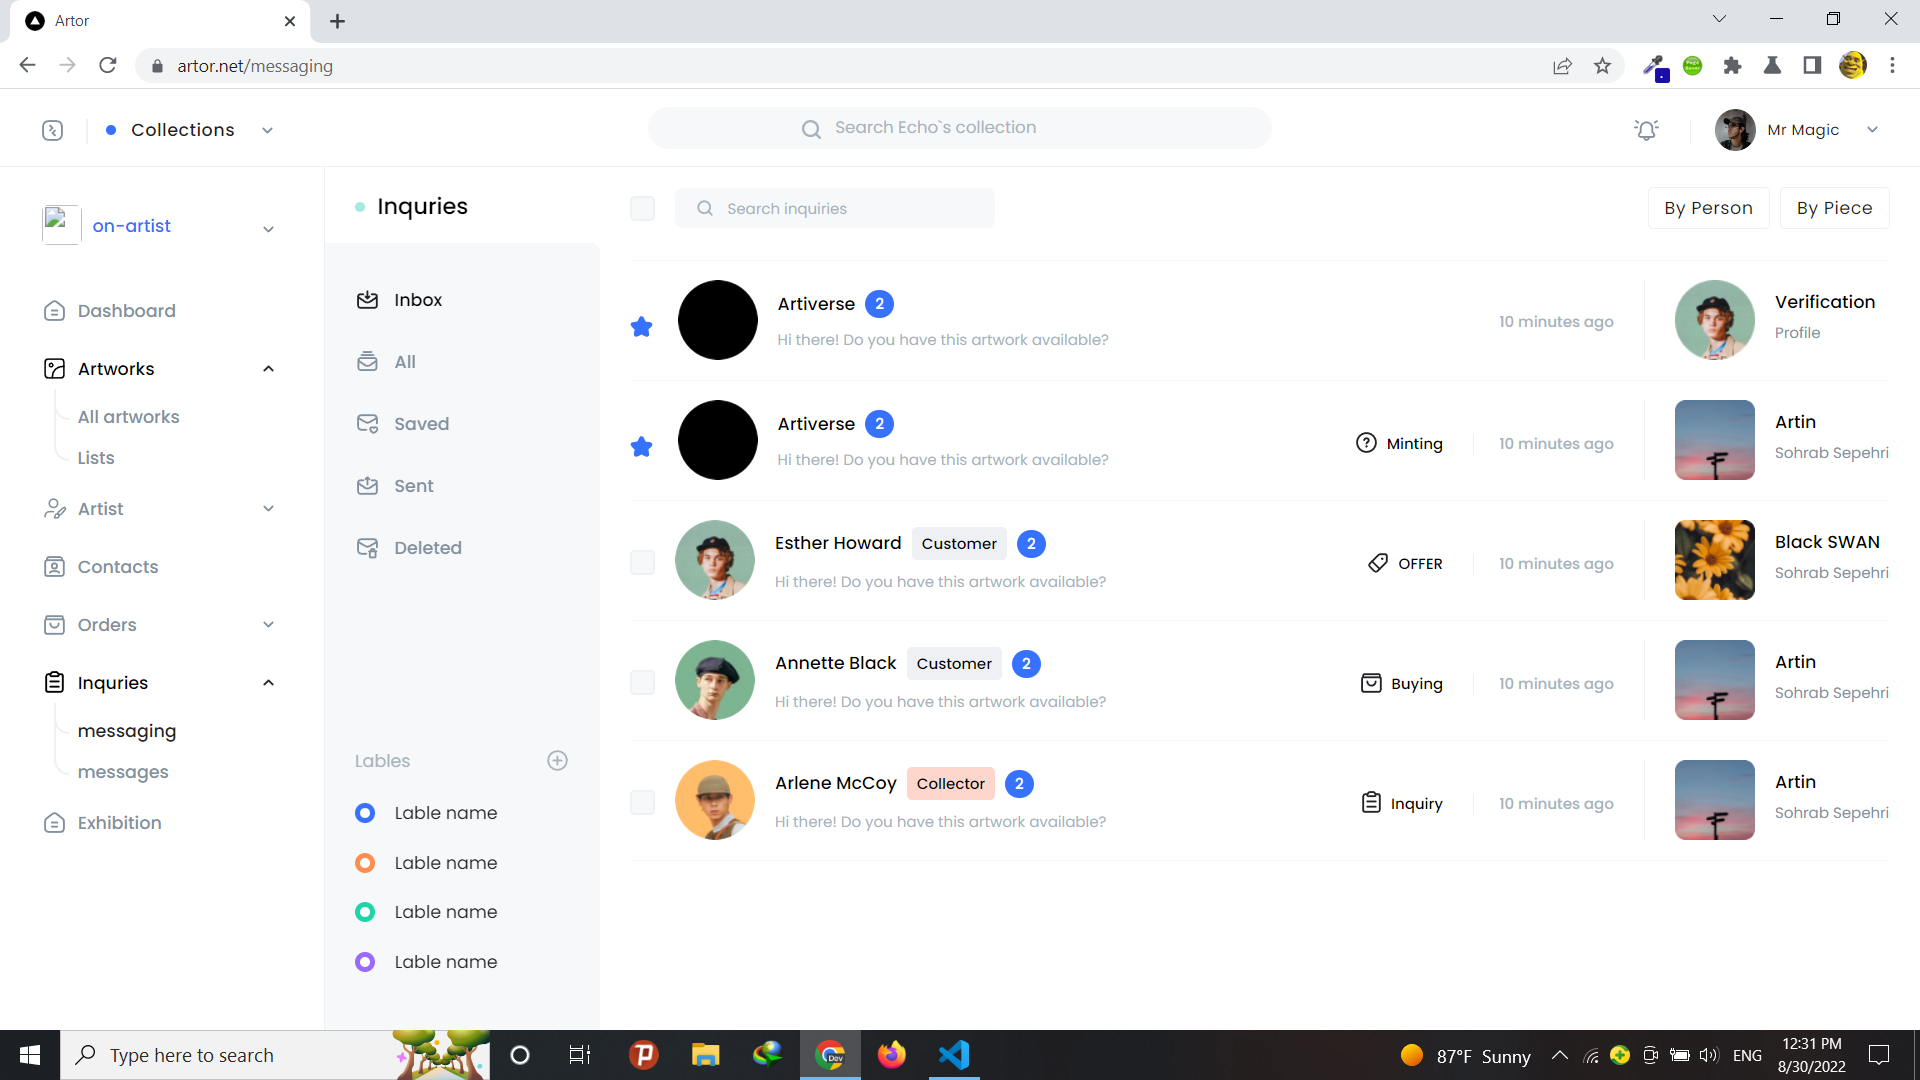 Artor
artor.net/messaging
Collections
Search Echo`s collection
Mr Magic
on-artist
Dashboard
Artworks
All artworks
Lists
Artist
Contacts
Orders
Inquries
messaging
messages
Exhibition
Inquries
Inbox
All
Saved
Sent
Deleted
Lables
Lable name
Lable name
Lable name
Lable name
Search inquiries
By Person
By Piece
Artiverse 2
Hi there! Do you have this artwork available?
10 minutes ago
Verification
Profile
Artiverse 2
Hi there! Do you have this artwork available?
Minting
10 minutes ago
Artin
Sohrab Sepehri
Esther Howard Customer 2
Hi there! Do you have this artwork available?
OFFER
10 minutes ago
Black SWAN
Sohrab Sepehri
Annette Black Customer 2
Hi there! Do you have this artwork available?
Buying
10 minutes ago
Artin
Sohrab Sepehri
Arlene McCoy Collector 2
Hi there! Do you have this artwork available?
Inquiry
10 minutes ago
Artin
Sohrab Sepehri
Type here to search
Dev
87°F Sunny
ENG
12:31 PM
8/30/2022